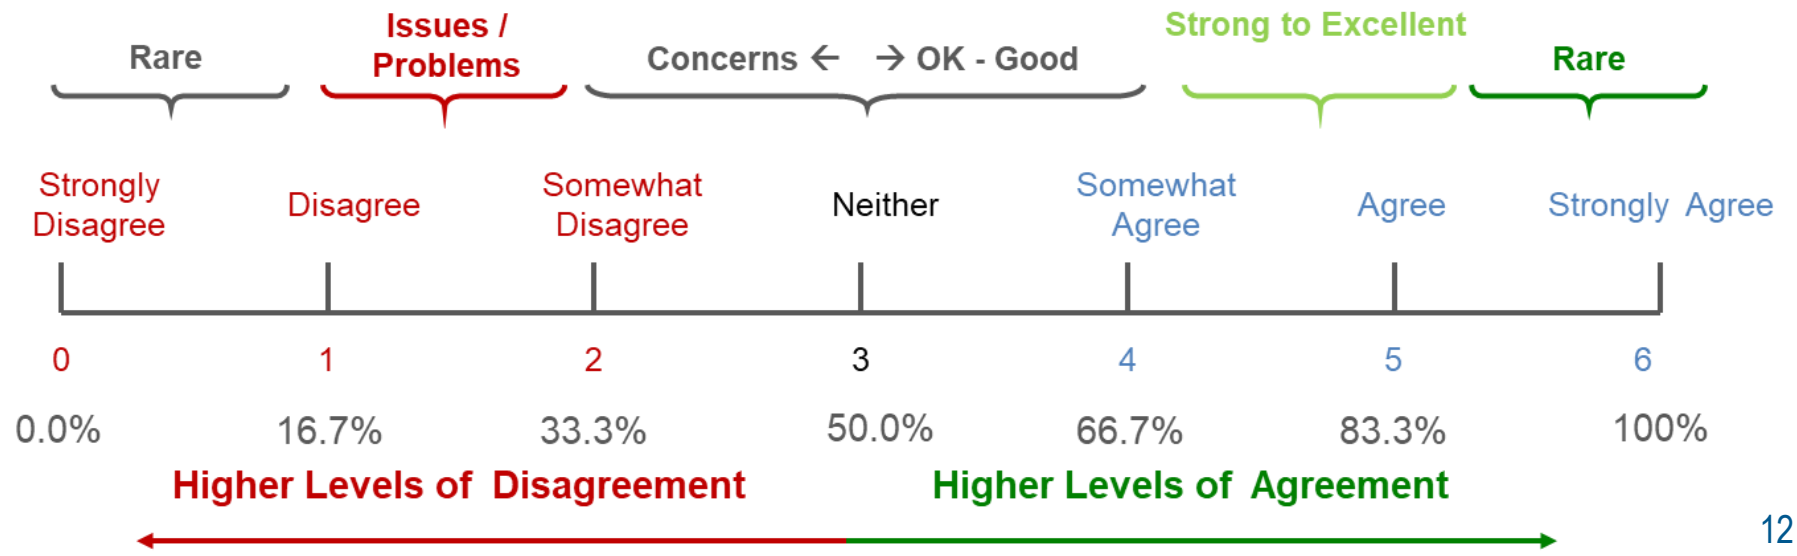 Rare
Issues /
Problems
Concerns ← → OK - Good
Strong to Excellent
Rare
Strongly
Disagree
Disagree
Somewhat
Disagree
Neither
Somewhat
Agree
Agree
Strongly Agree
0 1 2 3 4 5 6
0.0% 16.7% 33.3% 50.0% 66.7% 83.3% 100%
Higher Levels of Disagreement
Higher Levels of Agreement
12